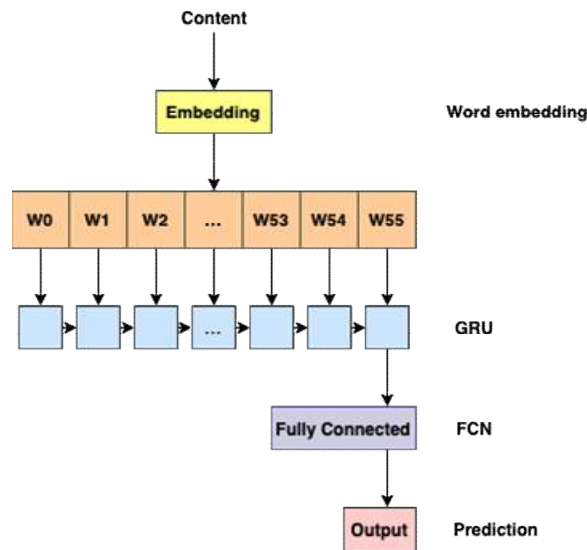 Content
Embedding Word embedding
W0 W1 W2 ... W53 W54 W55
... GRU
Fully Connected FCN
Output Prediction